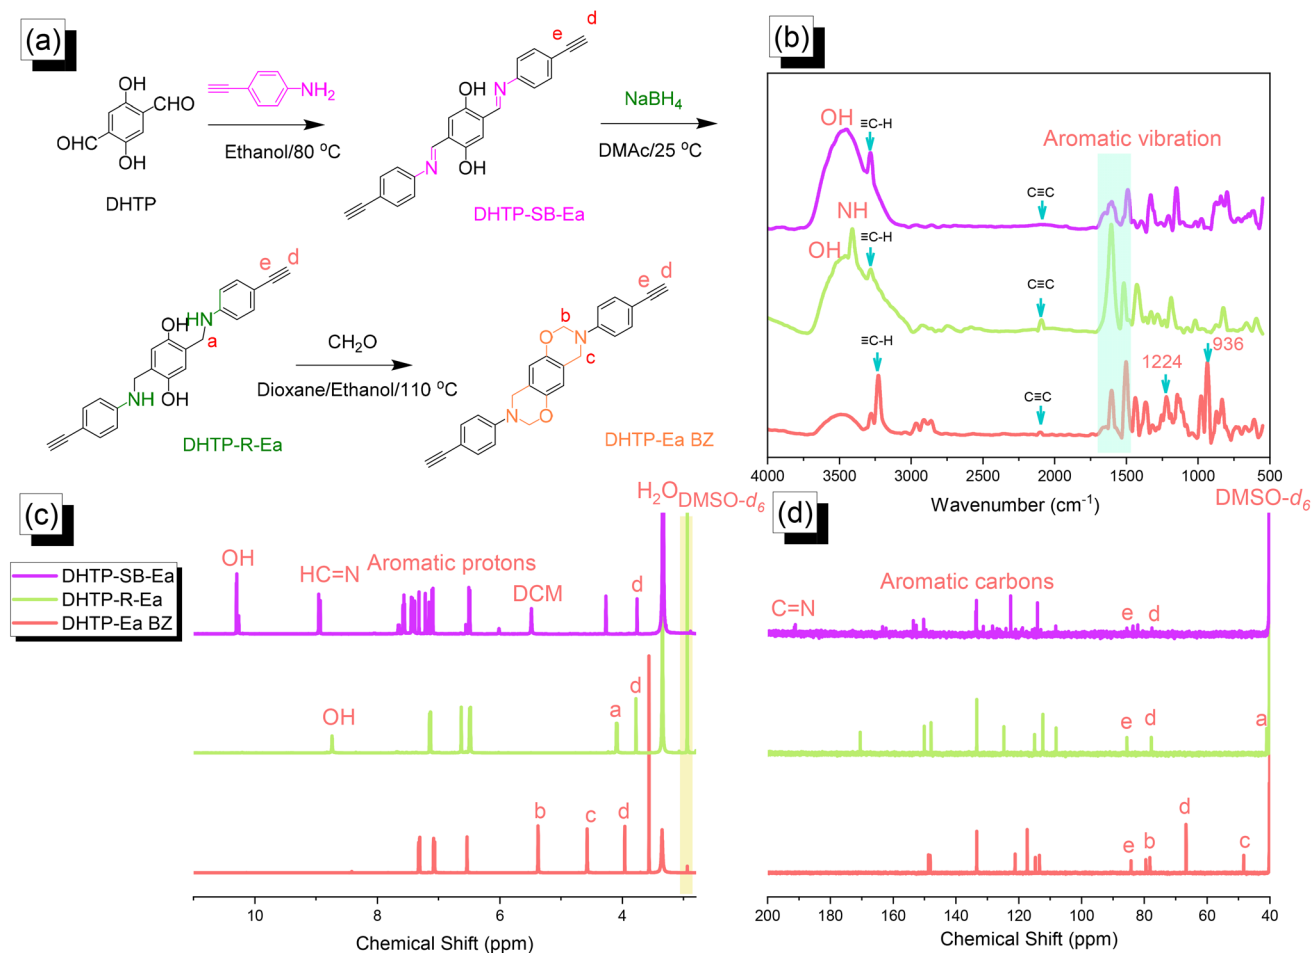 (a)
e d
OH
CHO
CHO
OH
DHTP
NH2
Ethanol/80 °C
OH
N
N
OH
DHTP-SB-Ea
NaBH4
DMAc/25 °C
e d
HN
OH
a
OH
NH
DHTP-R-Ea
CH2O
Dioxane/Ethanol/110 °C
e d
b
O
N
c
N
O
DHTP-Ea BZ
(b)
OH
≡C-H
Aromatic vibration
C≡C
NH
OH
≡C-H
C≡C
≡C-H
C≡C
1224
936
4000 3500 3000 2500 2000 1500 1000 500
Wavenumber (cm-1)
(c)
H2O
DMSO-d6
DHTP-SB-Ea
DHTP-R-Ea
DHTP-Ea BZ
OH
HC=N
Aromatic protons
DCM
d
OH
a
d
b
c
d
10 8 6 4
Chemical Shift (ppm)
(d)
DMSO-d6
C=N
Aromatic carbons
e d
e d
a
e b
d
c
200 180 160 140 120 100 80 60 40
Chemical Shift (ppm)